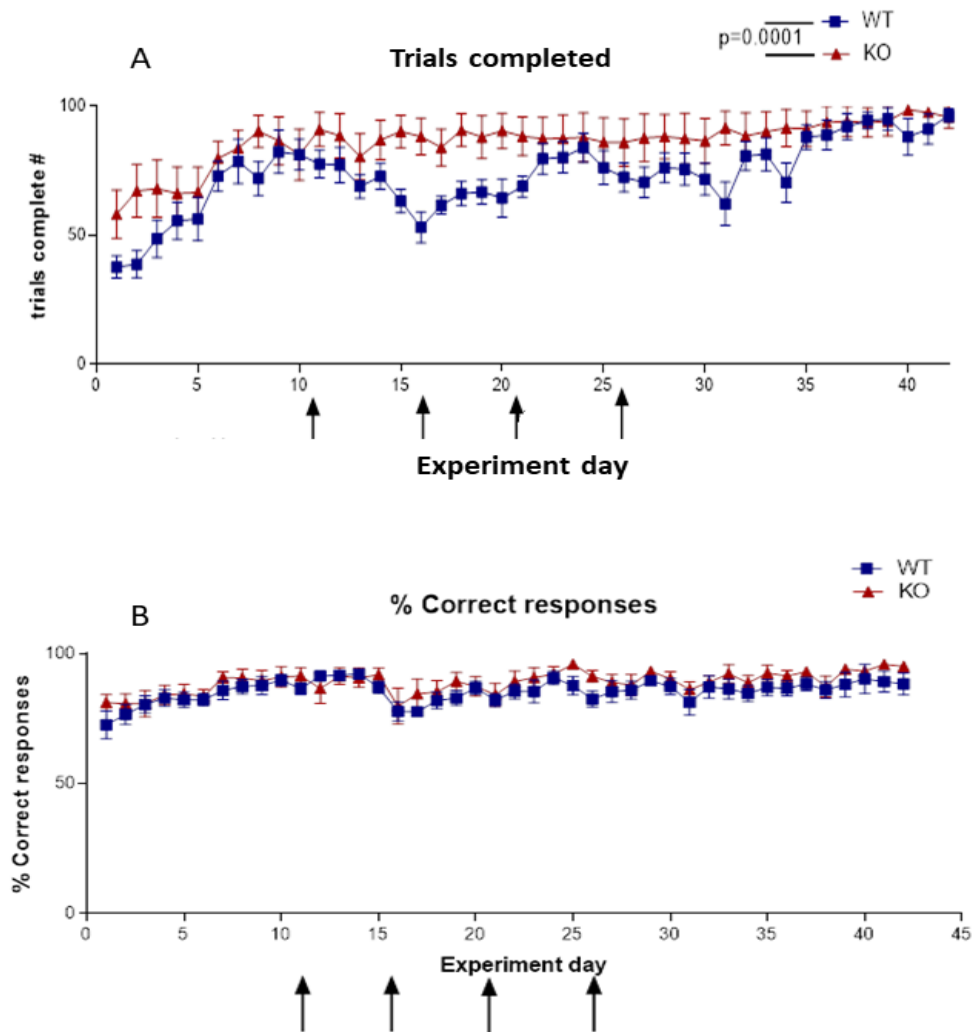 A
Trials completed
p=0.0001
WT
KO
trials complete #
100
50
0
0 5 10 15 20 25 30 35 40
Experiment day
B
% Correct responses
WT
KO
% Correct responses
100
50
0
0 5 10 15 20 25 30 35 40 45
Experiment day